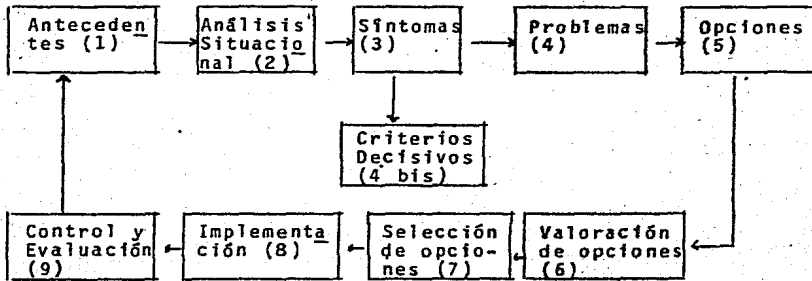 Anteceden
tes (1)
Análisis
Situacio
nal (2)
Síntomas
(3)
Problemas
(4)
Opciones
(5)
Criterios
Decisivos
(4 bis)
Control y
Evaluación
(9)
Implementa
ción (8)
Selección
de opcio-
nes (7)
Valoración
de opciones
(6)